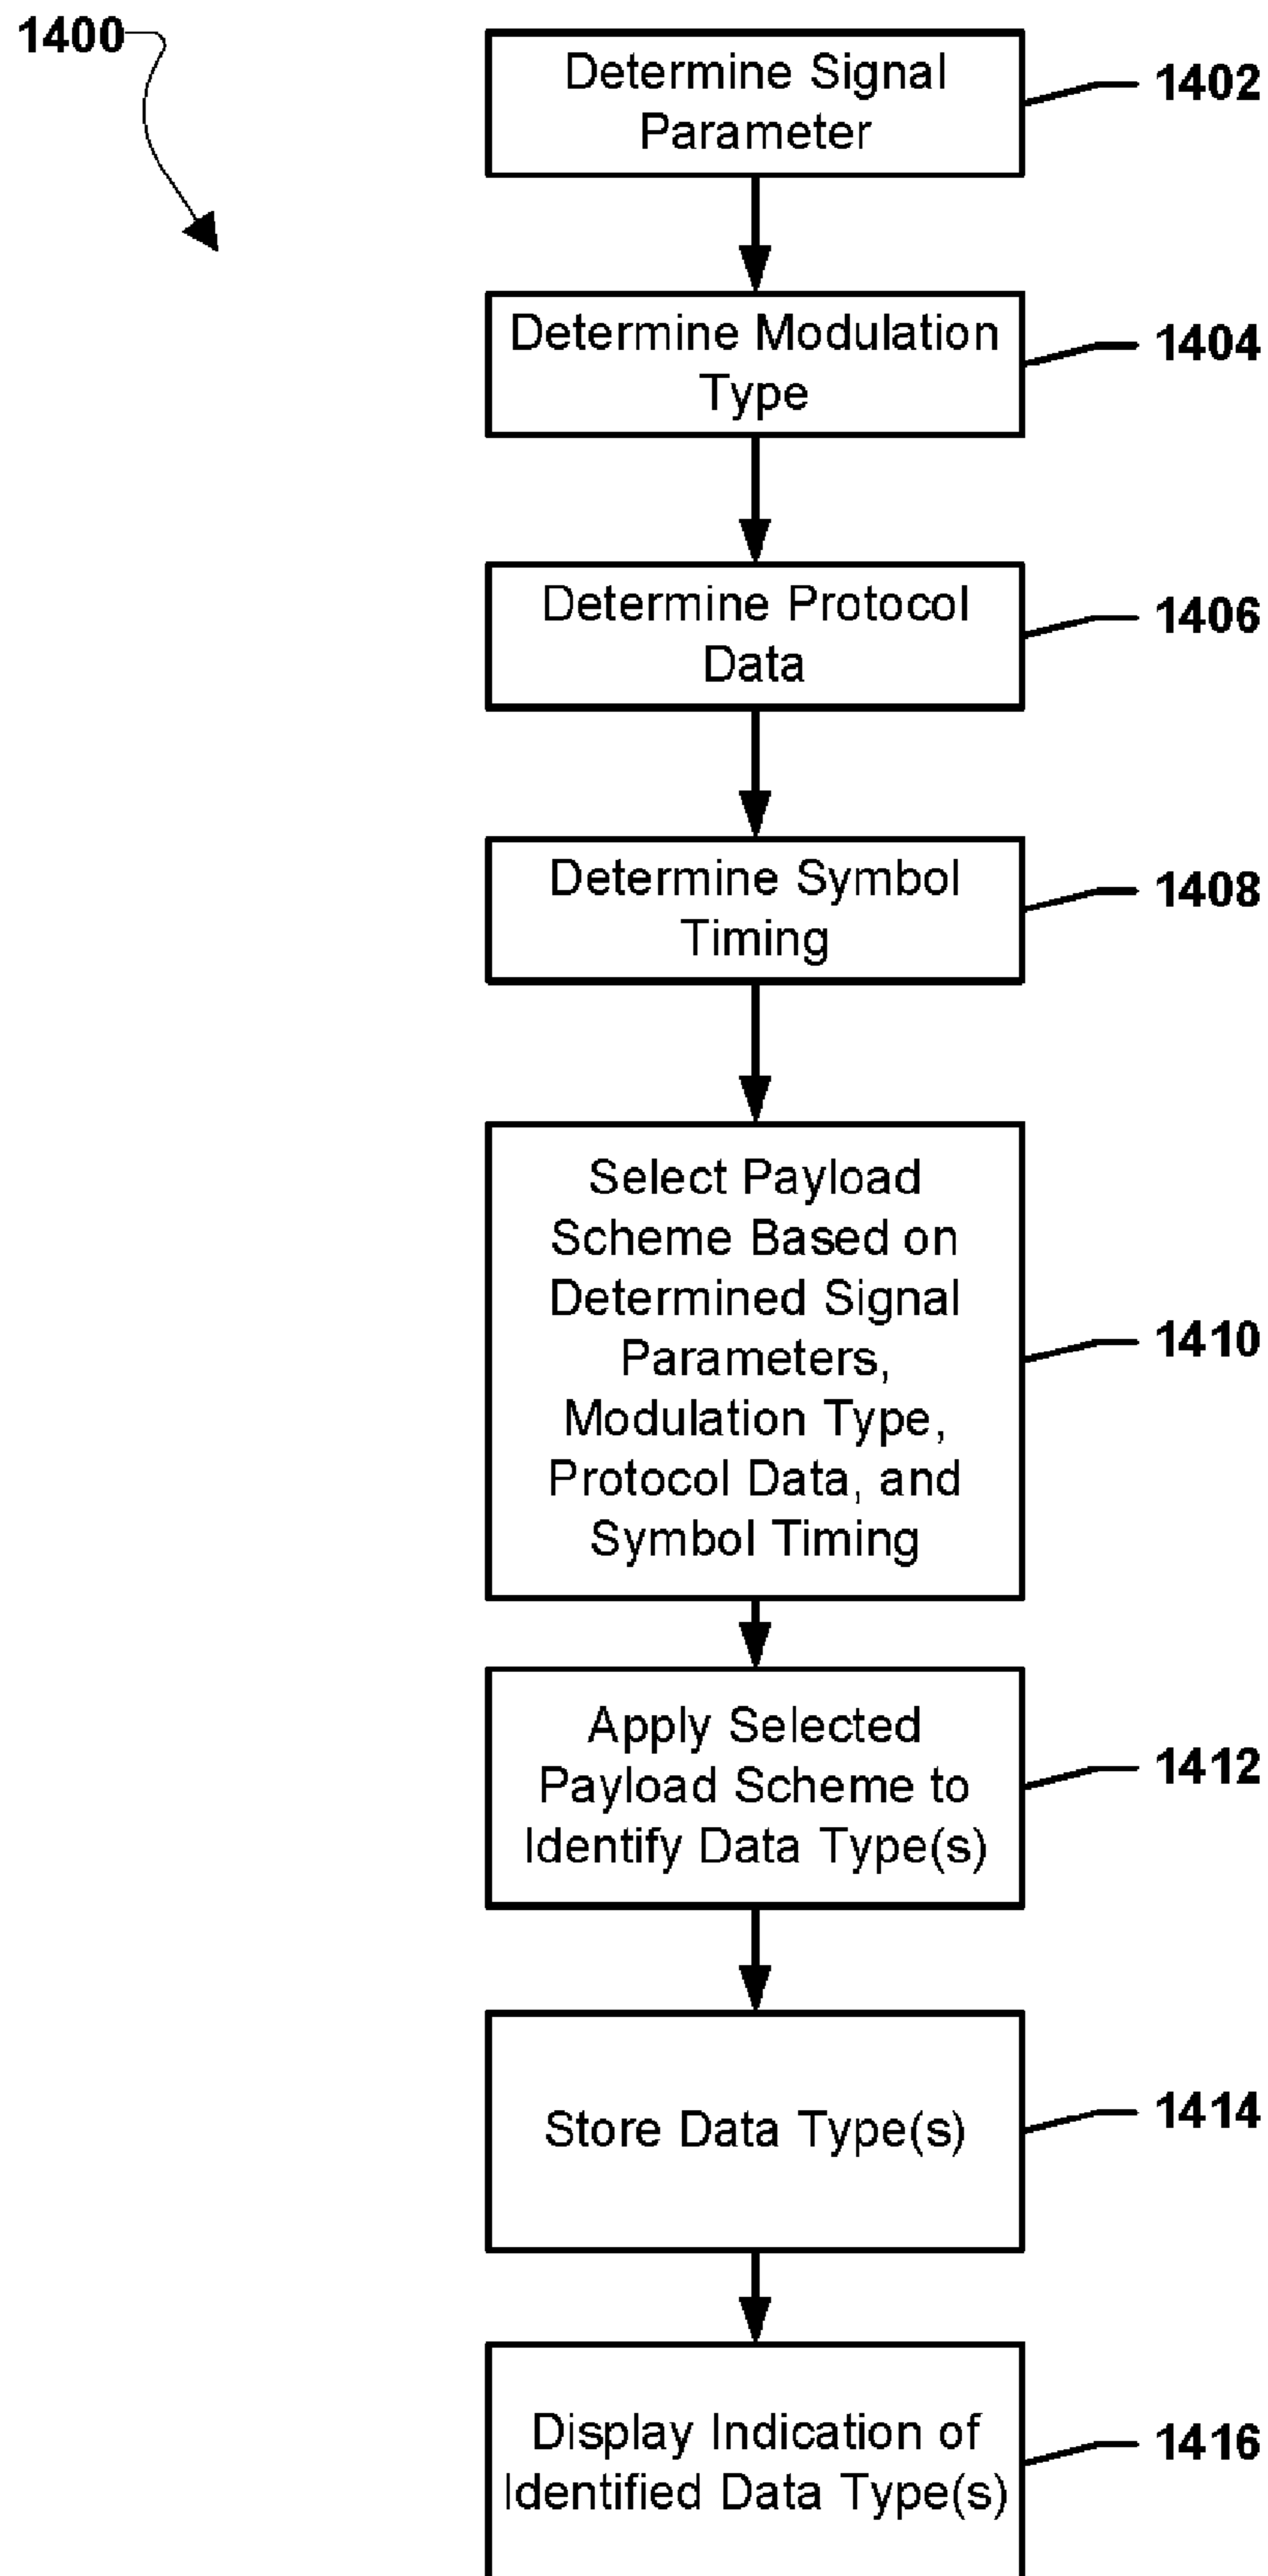 1400
Determine Signal
Parameter
1402
Determine Modulation
Type
1404
Determine Protocol
Data
1406
Determine Symbol
Timing
1408
Select Payload
Scheme Based on
Determined Signal
Parameters,
Modulation Type,
Protocol Data, and
Symbol Timing
1410
Apply Selected
Payload Scheme to
Identify Data Type(s)
1412
Store Data Type(s)
1414
Display Indication of
Identified Data Type(s)
1416